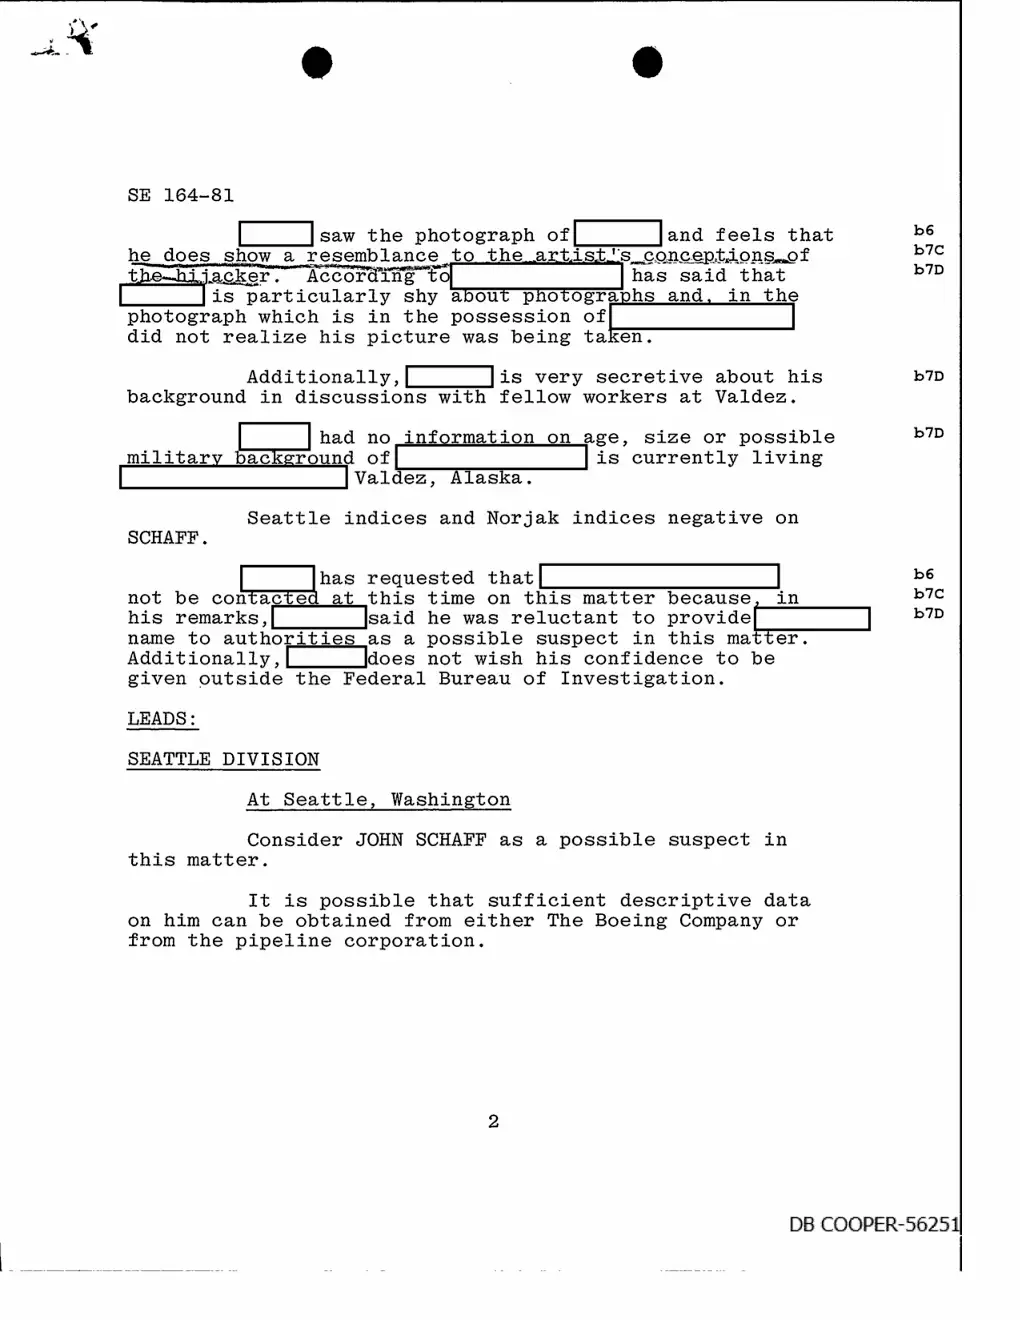 SE 164-81
saw the photograph of and feels that b6
he does show a resemblance to the artist's conceptions of b7C
the hijacker. According to has said that b7D
is particularly shy about photographs and, in the
photograph which is in the possession of
did not realize his picture was being taken.
Additionally, is very secretive about his b7D
background in discussions with fellow workers at Valdez.
had no information on age, size or possible b7D
military background of is currently living
Valdez, Alaska.
Seattle indices and Norjak indices negative on
SCHAFF.
has requested that b6
not be contacted at this time on this matter because, in b7C
his remarks, said he was reluctant to provide b7D
name to authorities as a possible suspect in this matter.
Additionally, does not wish his confidence to be
given outside the Federal Bureau of Investigation.
LEADS:
SEATTLE DIVISION
At Seattle, Washington
Consider JOHN SCHAFF as a possible suspect in
this matter.
It is possible that sufficient descriptive data
on him can be obtained from either The Boeing Company or
from the pipeline corporation.
2
DB COOPER-56251